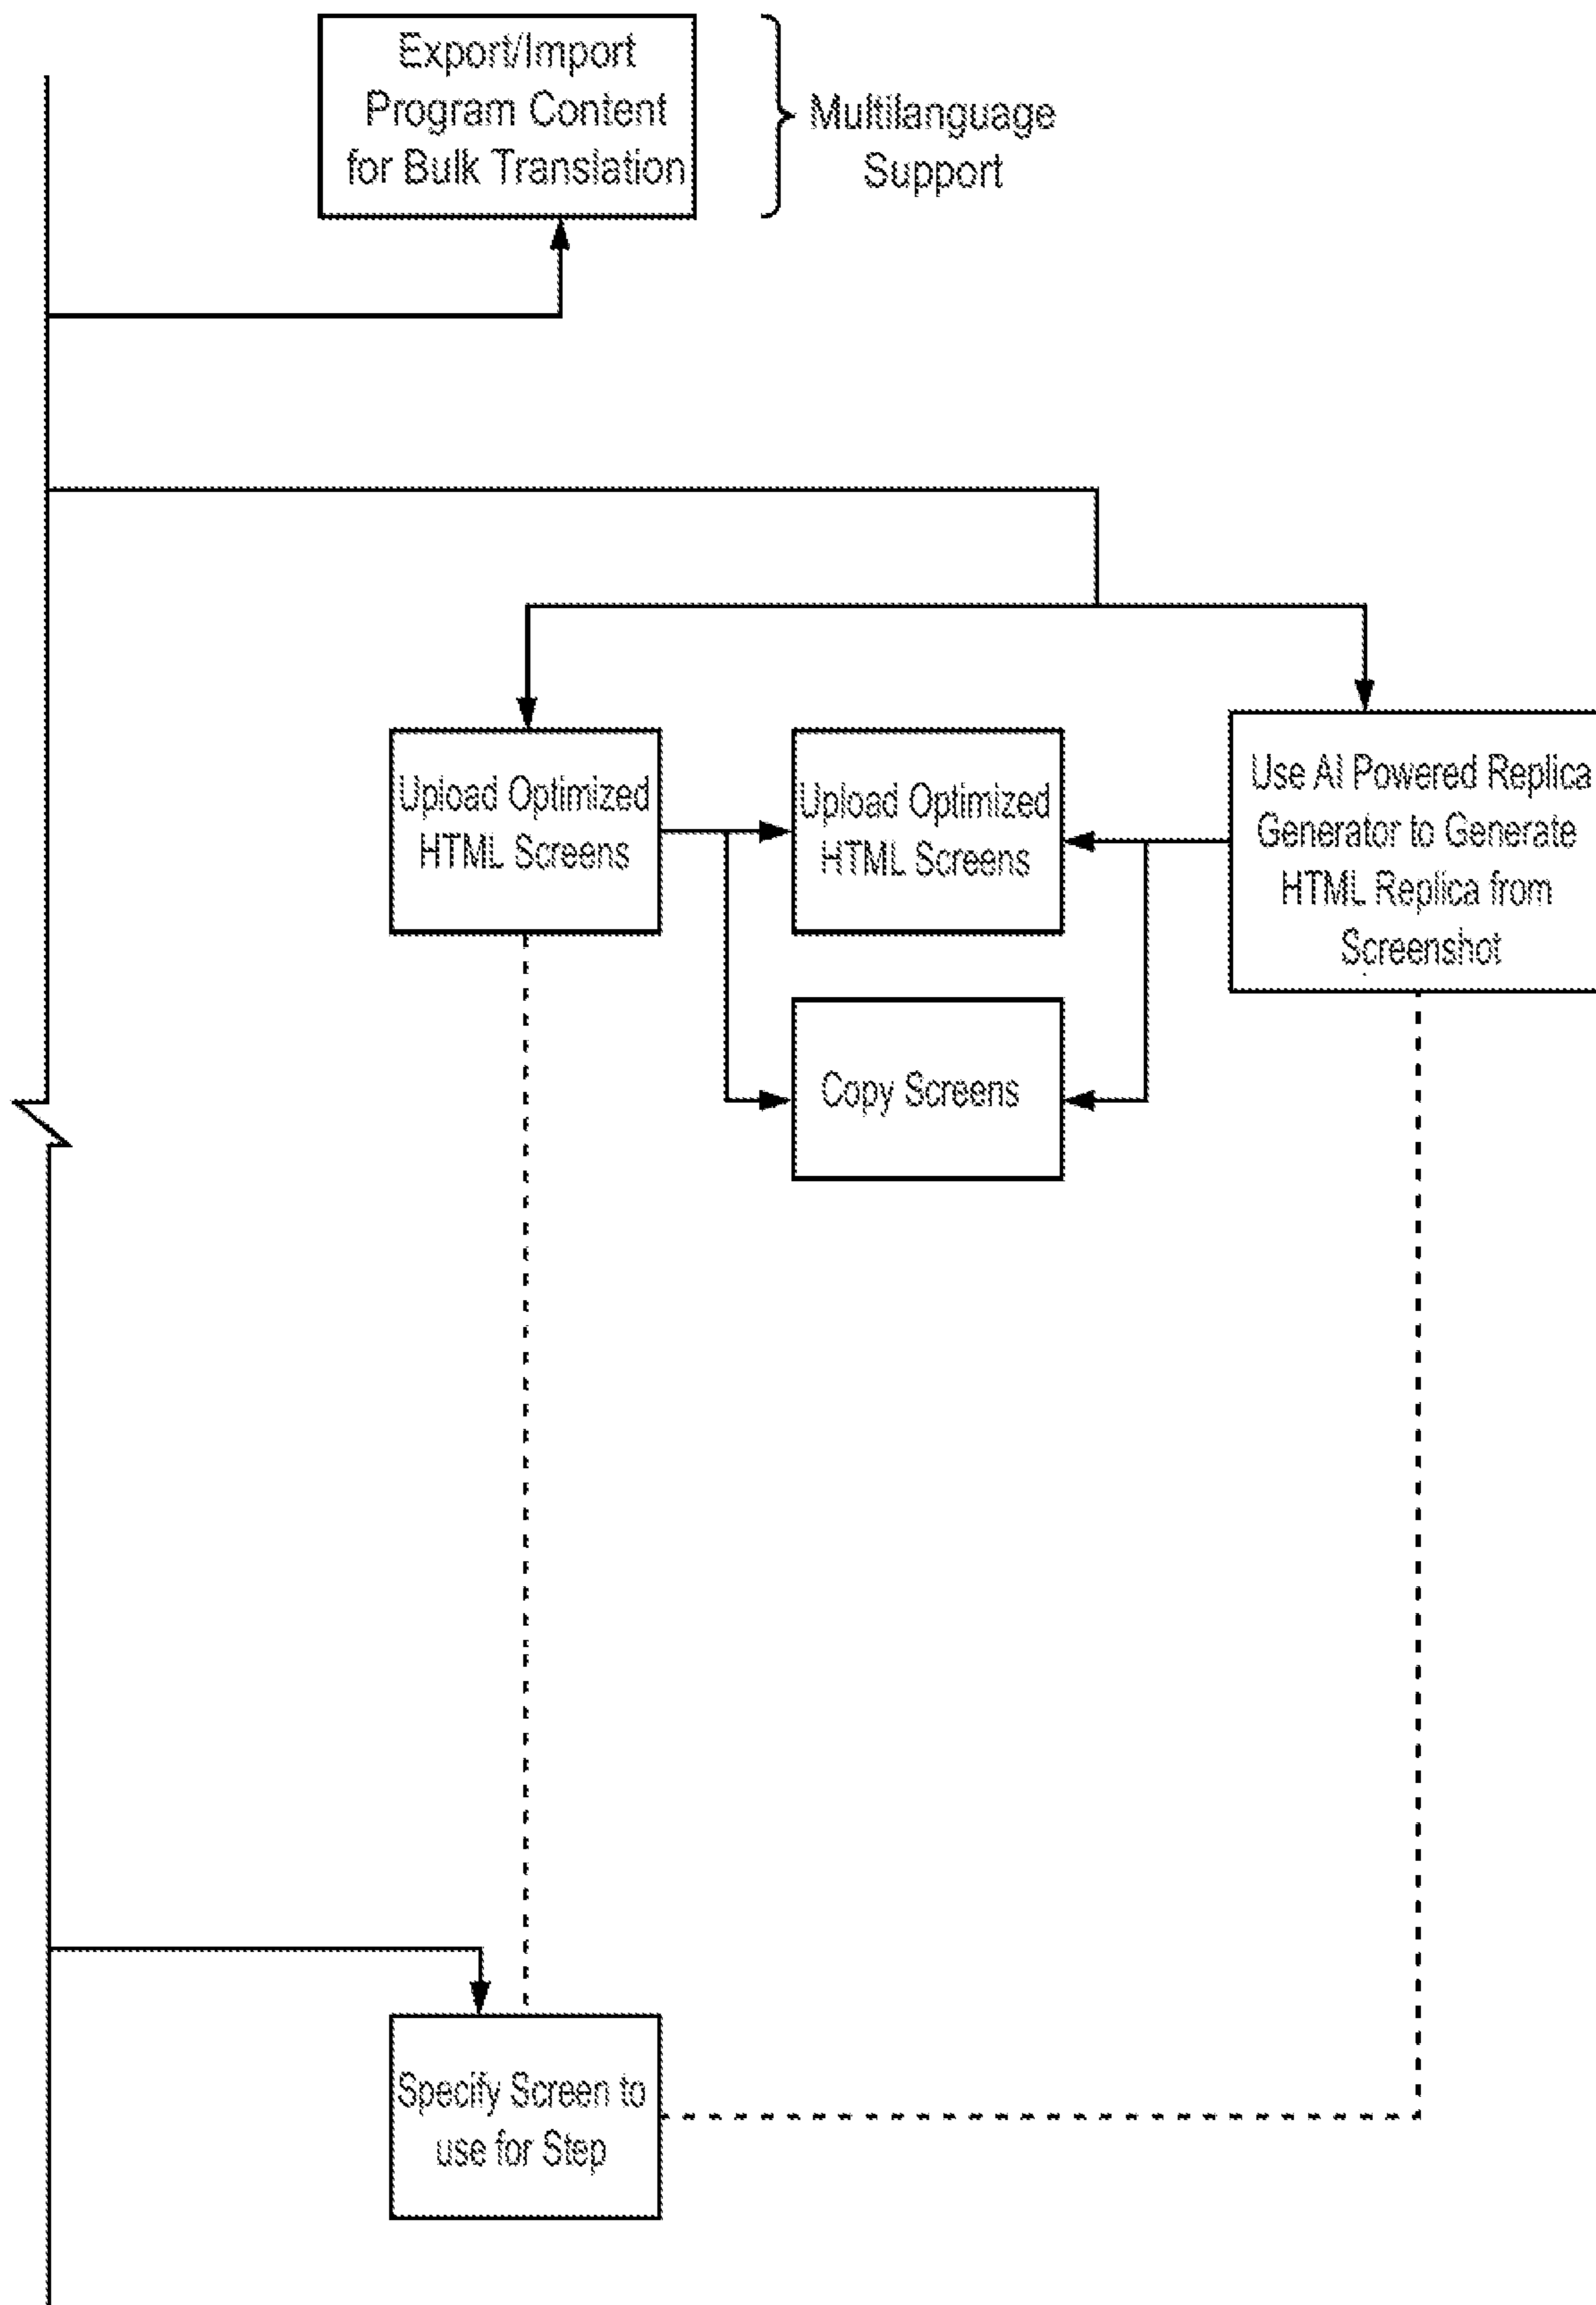 Export/Import
Program Content
for Bulk Translation
Multilanguage
Support
Upload Optimized
HTML Screens
Upload Optimized
HTML Screens
Use AI Powered Replica
Generator to Generate
HTML Replica from
Screenshot
Copy Screens
Specify Screen to
use for Step